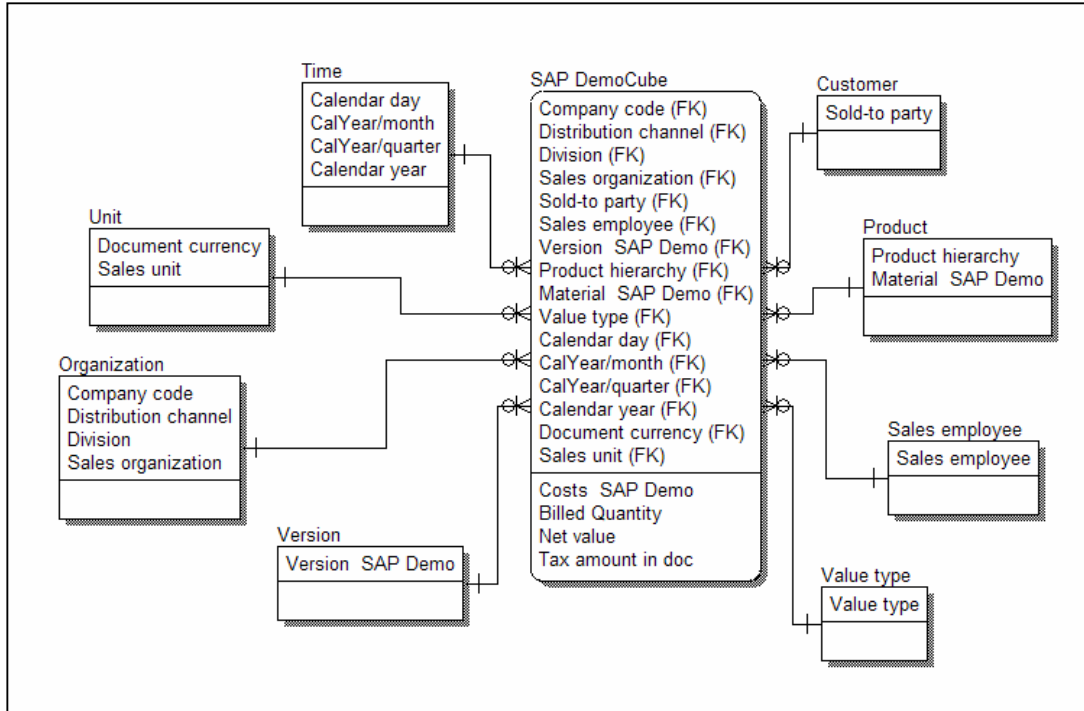 Time
Calendar day
CalYear/month
CalYear/quarter
Calendar year
Unit
Document currency
Sales unit
Organization
Company code
Distribution channel
Division
Sales organization
Version
Version SAP Demo
SAP DemoCube
Company code (FK)
Distribution channel (FK)
Division (FK)
Sales organization (FK)
Sold-to party (FK)
Sales employee (FK)
Version SAP Demo (FK)
Product hierarchy (FK)
Material SAP Demo (FK)
Value type (FK)
Calendar day (FK)
CalYear/month (FK)
CalYear/quarter (FK)
Calendar year (FK)
Document currency (FK)
Sales unit (FK)
Costs SAP Demo
Billed Quantity
Net value
Tax amount in doc
Customer
Sold-to party
Product
Product hierarchy
Material SAP Demo
Sales employee
Sales employee
Value type
Value type